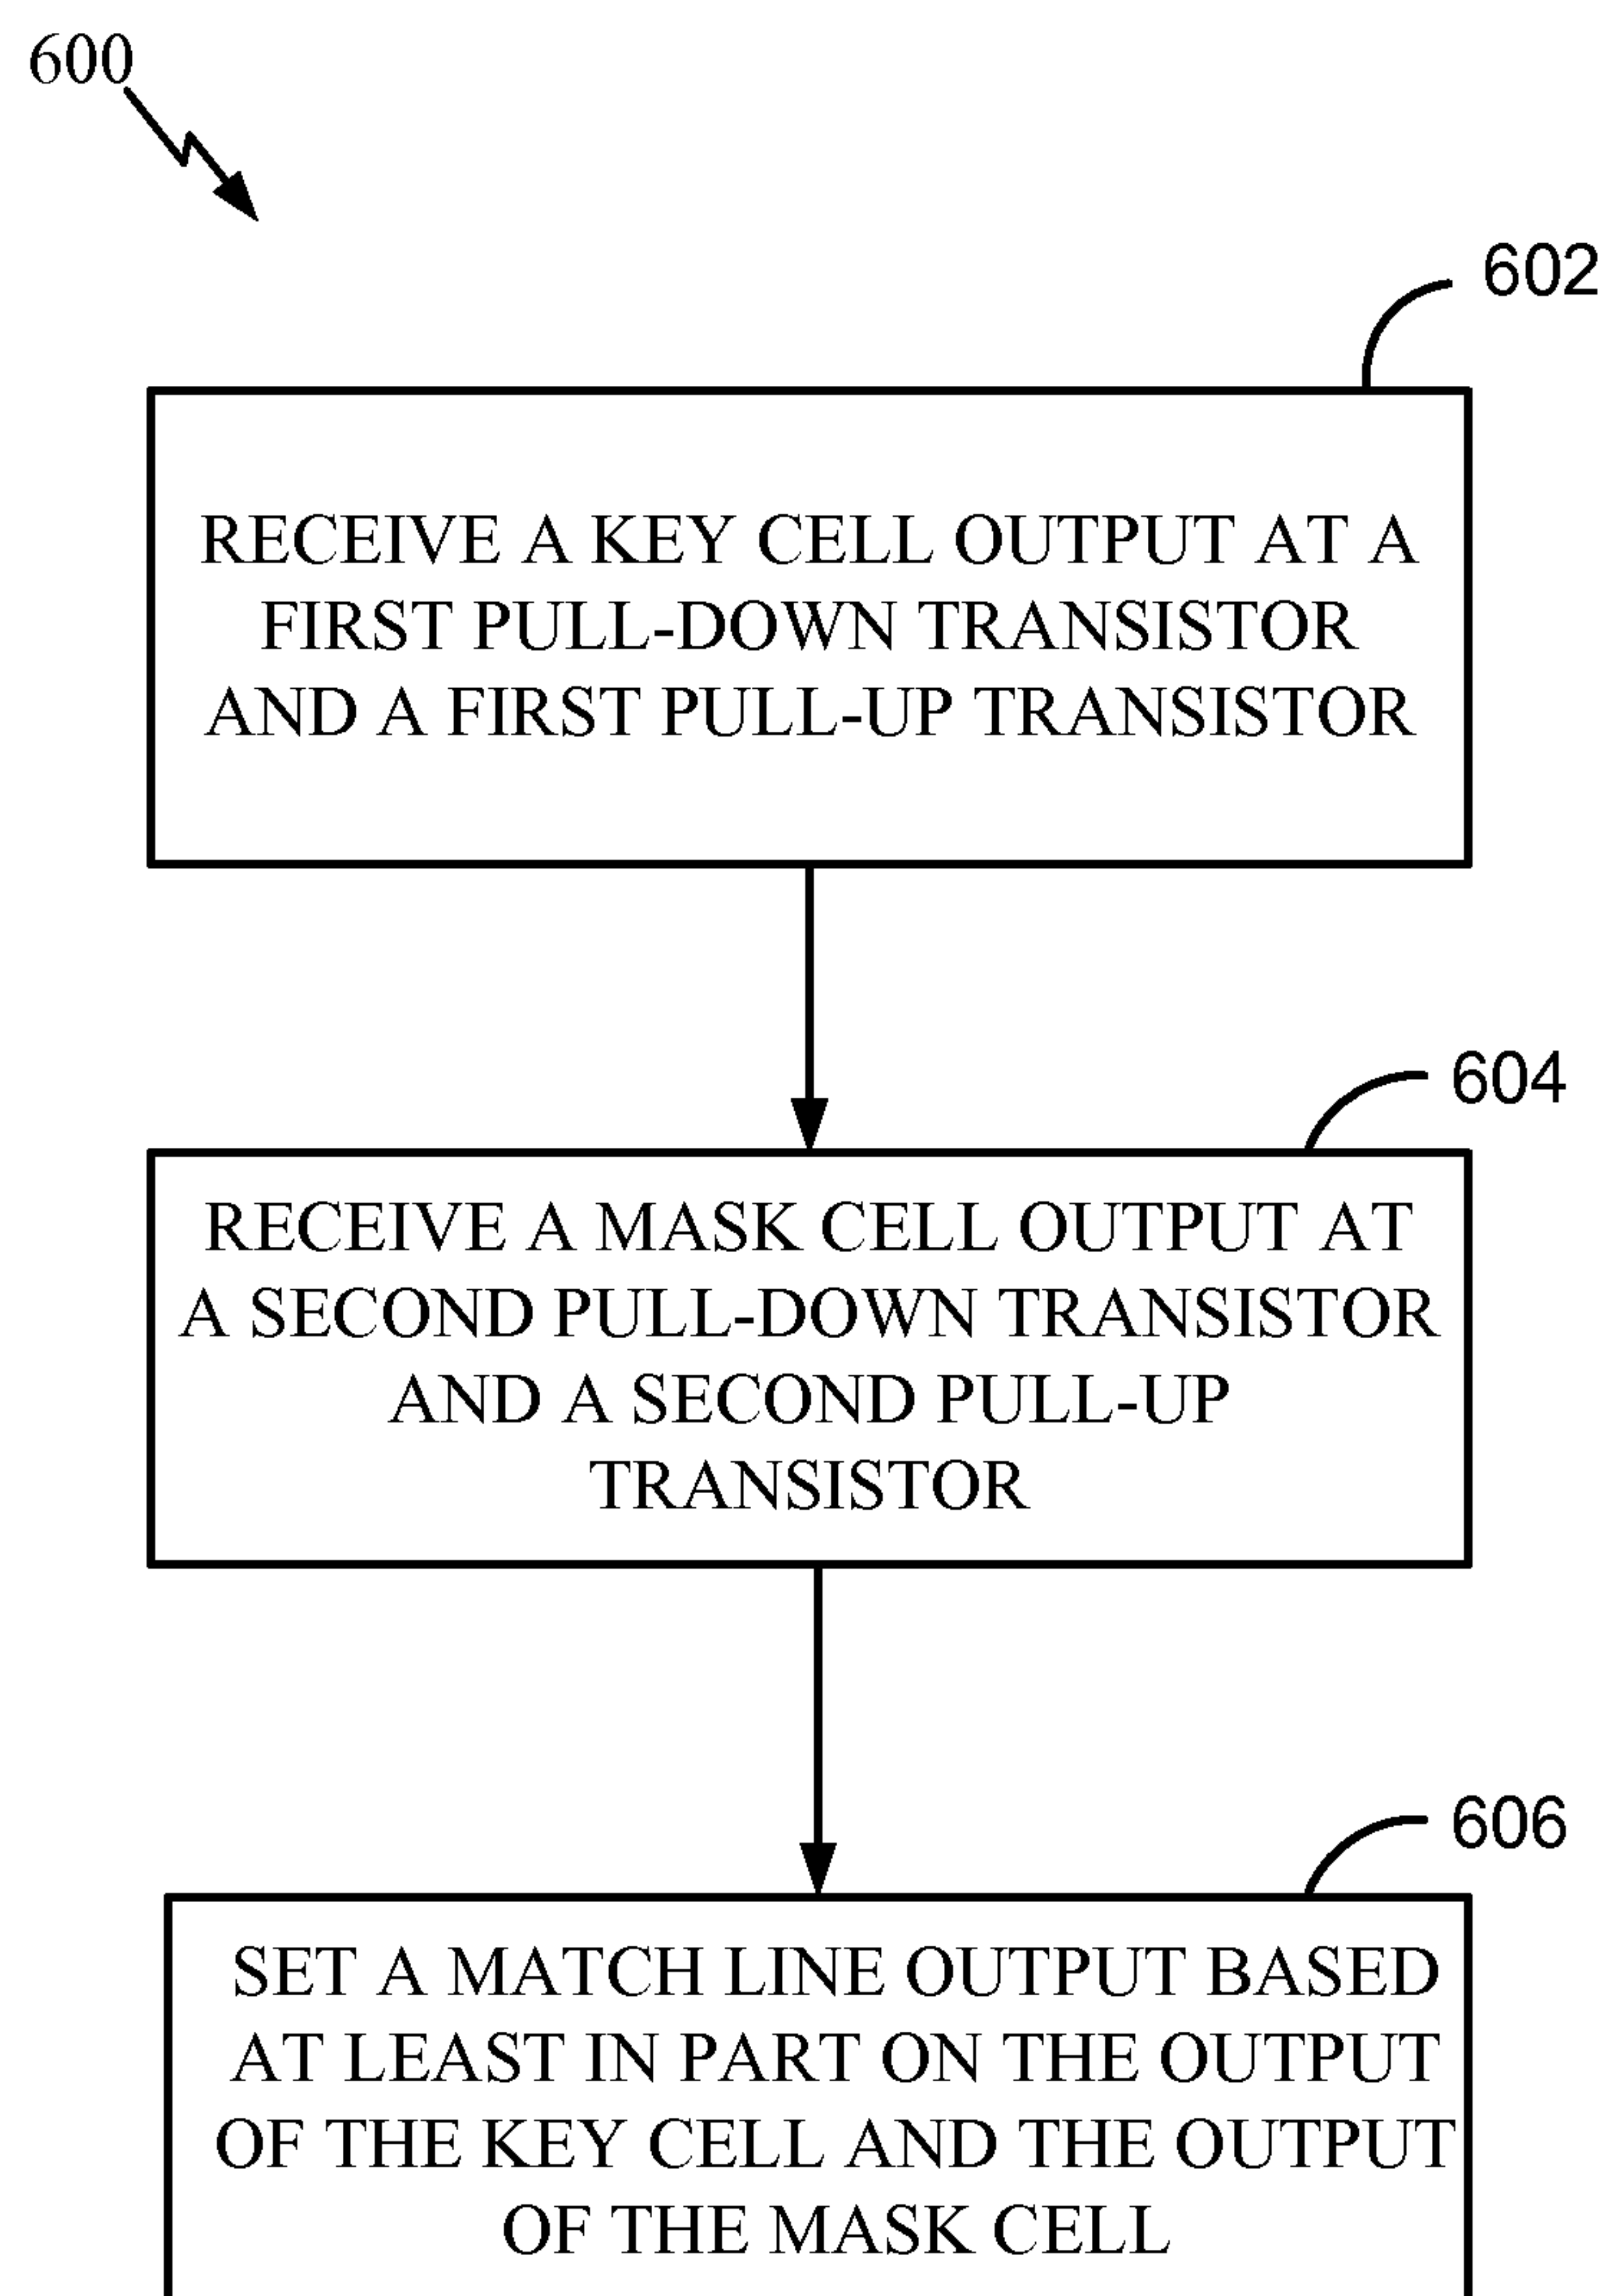 600
602
RECEIVE A KEY CELL OUTPUT AT A
FIRST PULL-DOWN TRANSISTOR
AND A FIRST PULL-UP TRANSISTOR
604
RECEIVE A MASK CELL OUTPUT AT
A SECOND PULL-DOWN TRANSISTOR
AND A SECOND PULL-UP
TRANSISTOR
606
SET A MATCH LINE OUTPUT BASED
AT LEAST IN PART ON THE OUTPUT
OF THE KEY CELL AND THE OUTPUT
OF THE MASK CELL